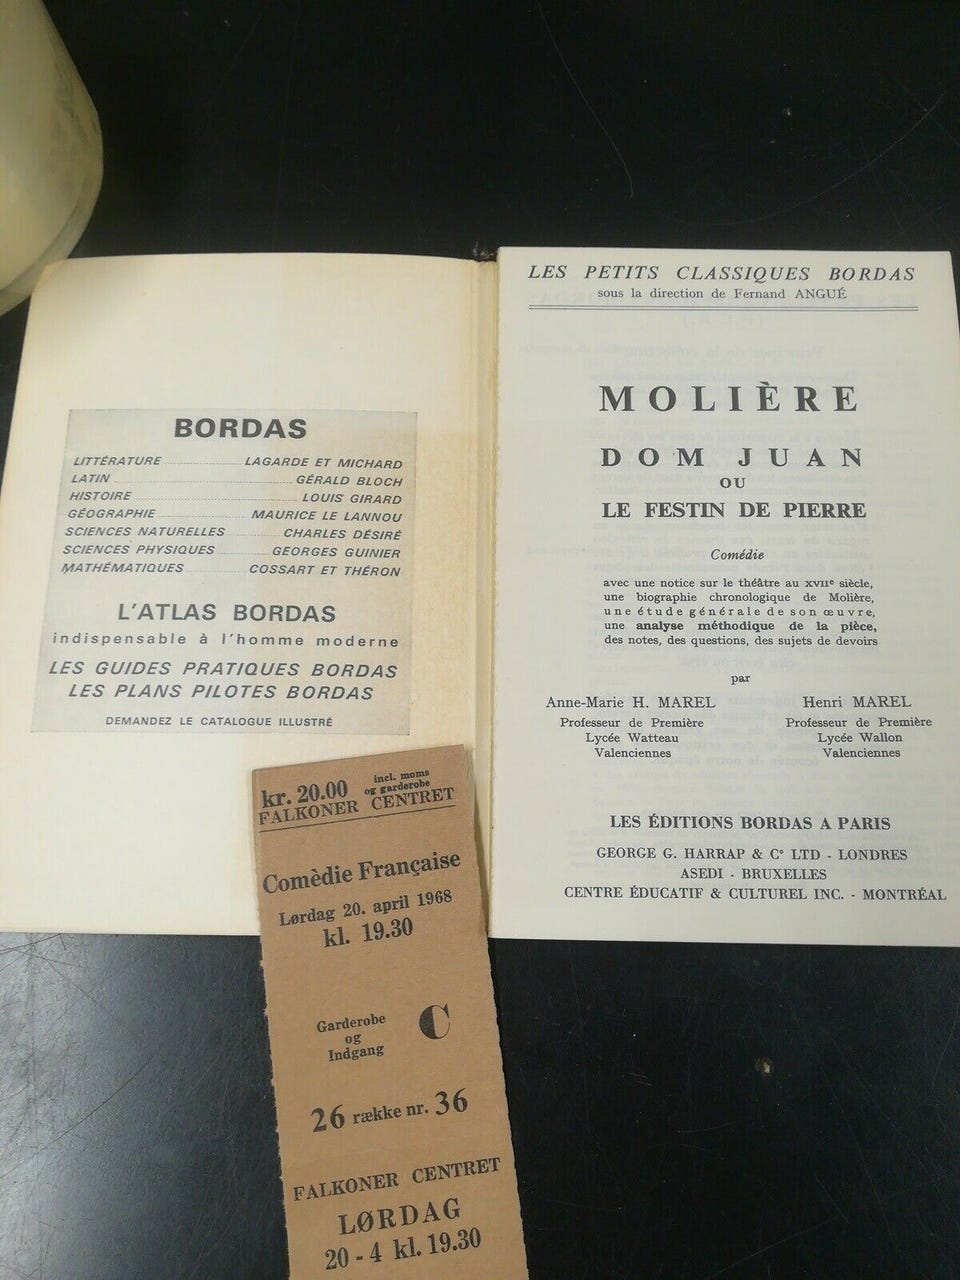 BORDAS
LITTÉRATURE LAGARDE ET MICHARD
LATIN GÉRALD BLOCH
HISTOIRE LOUIS GIRARD
GÉOGRAPHIE MAURICE LE LANNOU
SCIENCES NATURELLES CHARLES DÉSIRÉ
SCIENCES PHYSIQUES GEORGES GUINIER
MATHÉMATIQUES COSSART ET THÉRON
L'ATLAS BORDAS
indispensable à l'homme moderne
LES GUIDES PRATIQUES BORDAS
LES PLANS PILOTES BORDAS
DEMANDEZ LE CATALOGUE ILLUSTRÉ
LES PETITS CLASSIQUES BORDAS
sous la direction de Fernand ANGUÉ
MOLIÈRE
DOM JUAN
OU
LE FESTIN DE PIERRE
Comédie
avec une notice sur le théâtre au XVIIe siècle,
une biographie chronologique de Molière,
une étude générale de son œuvre,
une analyse méthodique de la pièce,
des notes, des questions, des sujets de devoirs
par
Anne-Marie H. MAREL
Professeur de Première
Lycée Watteau
Valenciennes
Henri MAREL
Professeur de Première
Lycée Wallon
Valenciennes
LES ÉDITIONS BORDAS A PARIS
GEORGE G. HARRAP & C° LTD - LONDRES
ASEDI - BRUXELLES
CENTRE ÉDUCATIF & CULTUREL INC. - MONTRÉAL
kr. 20.00 incl. moms
og garderobe
FALKONER CENTRET
Comèdie Française
Lørdag 20. april 1968
kl. 19.30
Garderobe
og
Indgang
C
26 række nr. 36
FALKONER CENTRET
LØRDAG
20 - 4 kl. 19.30